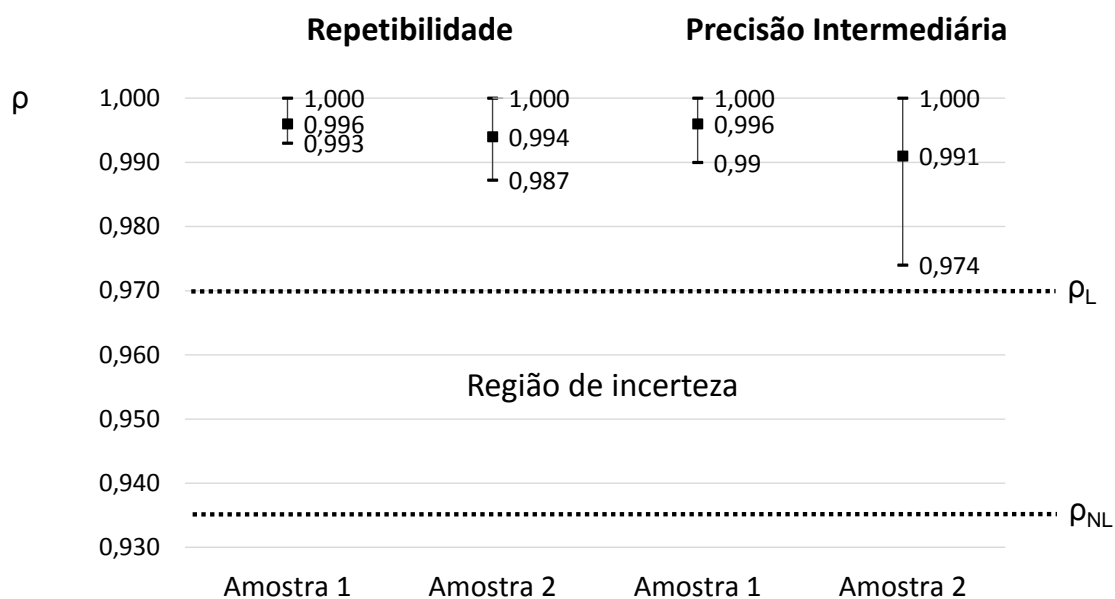 Repetibilidade Precisão Intermediária
ρ 1,000 1,000 1,000 1,000 1,000
0,996 0,994 0,996 0,991
0,993 0,987 0,99 0,974
0,990
0,980
0,970 ρL
0,960
Região de incerteza
0,950
0,940
ρNL
0,930
Amostra 1 Amostra 2 Amostra 1 Amostra 2